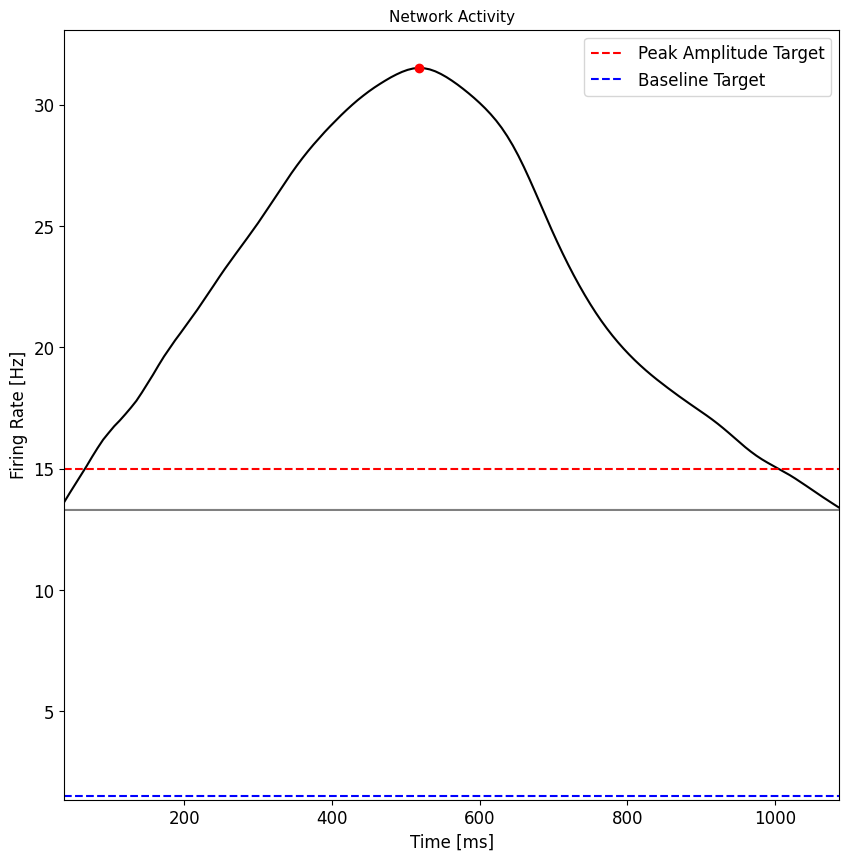 Network Activity
Peak Amplitude Target
Baseline Target
Firing Rate [Hz]
30
25
20
15
10
5
200 400 600 800 1000
Time [ms]